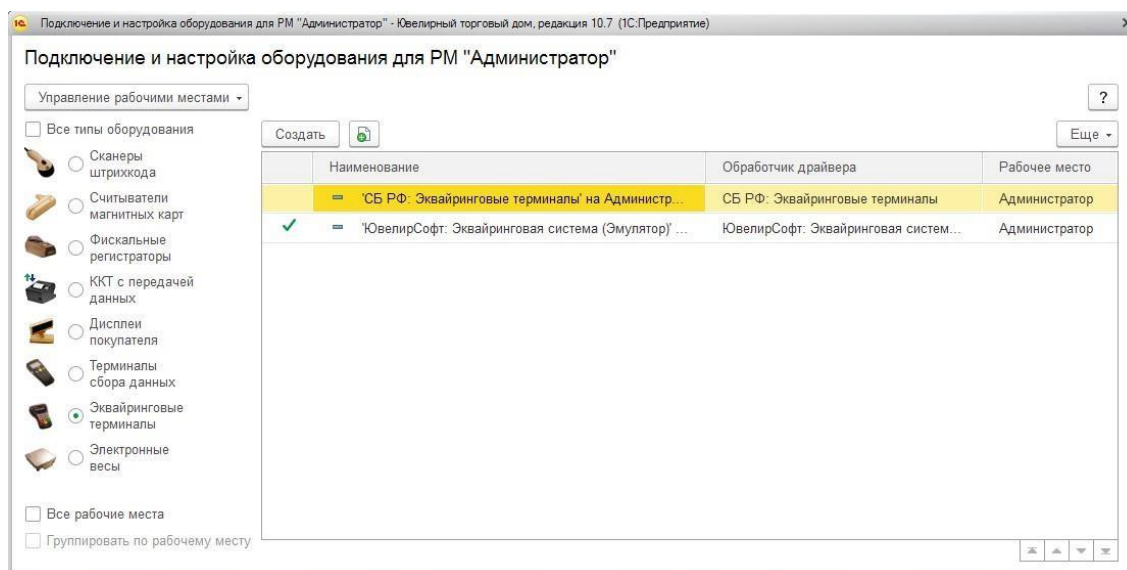 Подключение и настройка оборудования для РМ "Администратор" - Ювелирный торговый дом, редакция 10.7 (1С:Предприятие)
Подключение и настройка оборудования для РМ "Администратор"
Управление рабочими местами
?
Все типы оборудования
Создать
Еще
Сканеры
штрихкода
Считыватели
магнитных карт
Фискальные
регистраторы
ККТ с передачей
данных
Дисплеи
покупателя
Терминалы
сбора данных
Эквайринговые
терминалы
Электронные
весы
Все рабочие места
Группировать по рабочему месту
Наименование Обработчик драйвера Рабочее место
'СБ РФ: Эквайринговые терминалы' на Администр... СБ РФ: Эквайринговые терминалы Администратор
'ЮвелирСофт: Эквайринговая система (Эмулятор)' ... ЮвелирСофт: Эквайринговая систем... Администратор